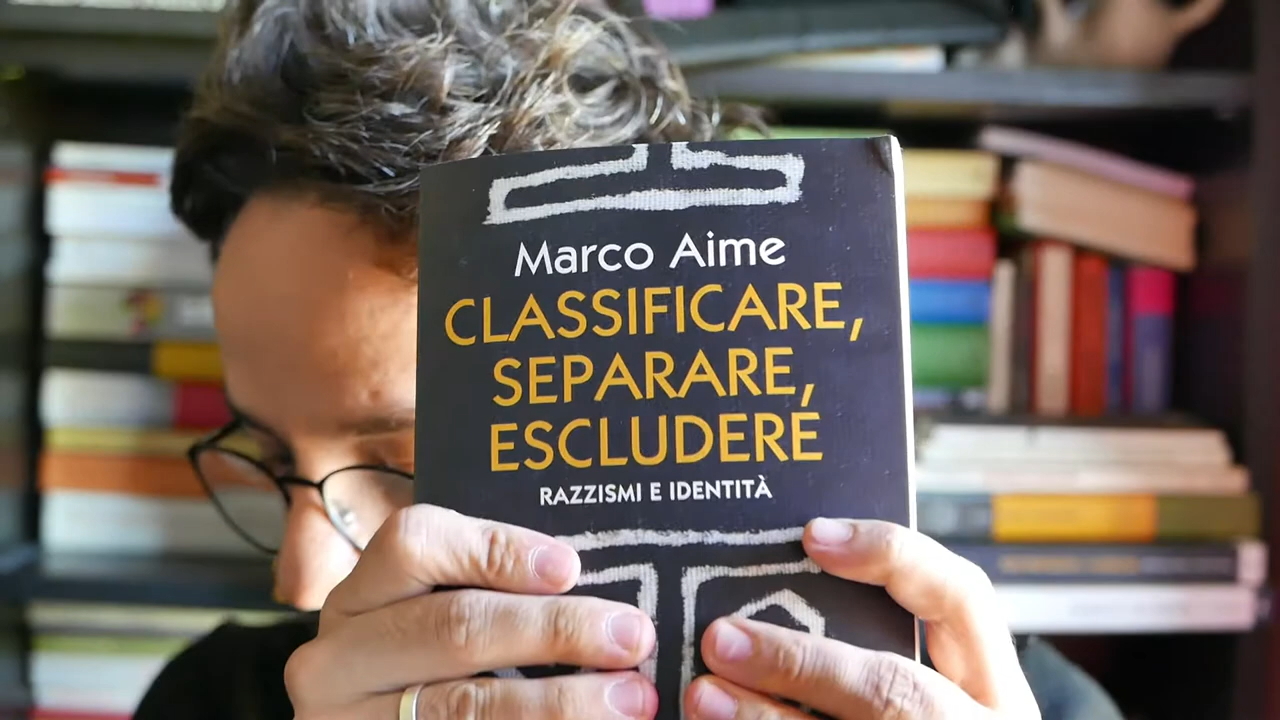 Marco Aime
CLASSIFICARE,
SEPARARE,
ESCLUDERE
RAZZISMI E IDENTITÀ